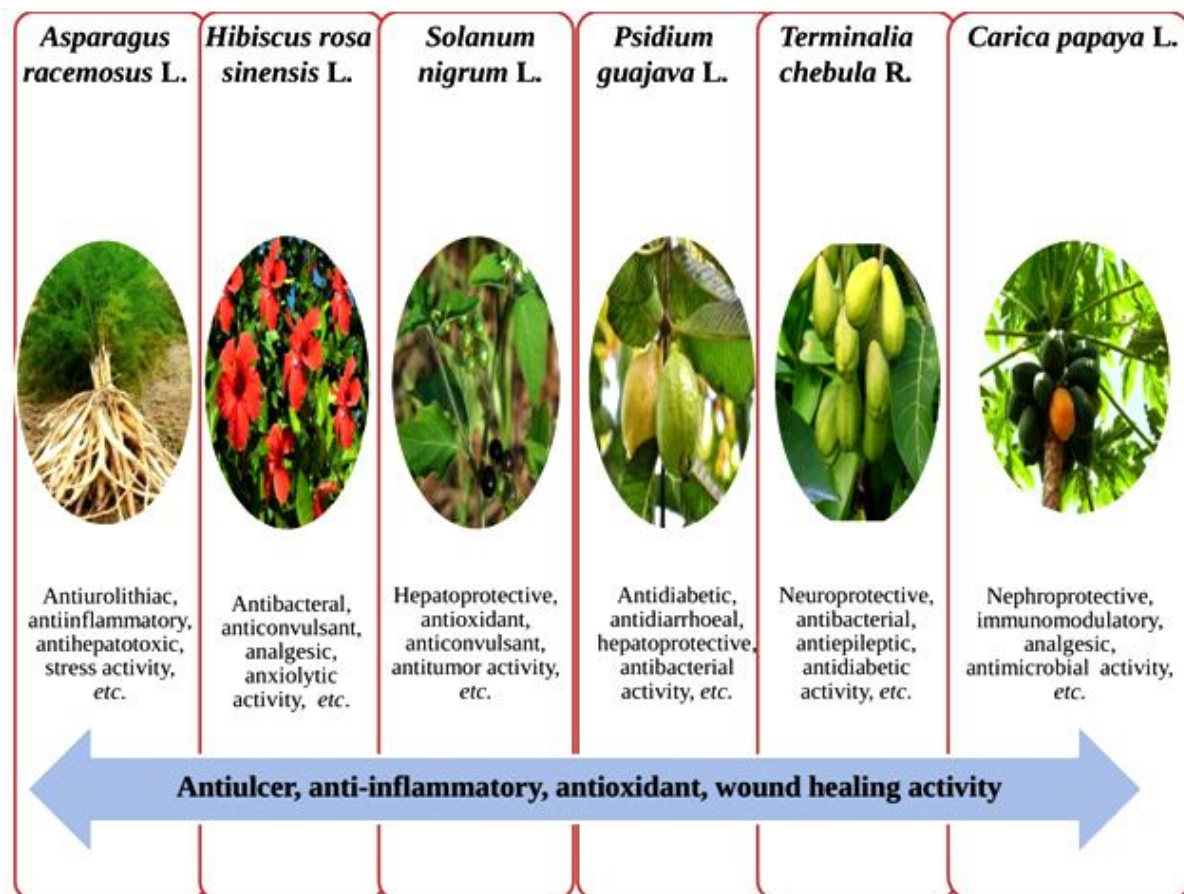 Asparagus
racemosus L.
Hibiscus rosa
sinensis L.
Solanum
nigrum L.
Psidium
guajava L.
Terminalia
chebula R.
Carica papaya L.
Antiurolithiac,
antiinflammatory,
antihepatotoxic,
stress activity,
etc.
Antibacteral,
anticonvulsant,
analgesic,
anxiolytic
activity, etc.
Hepatoprotective,
antioxidant,
anticonvulsant,
antitumor activity,
etc.
Antidiabetic,
antidiarrhoeal,
hepatoprotective,
antibacterial
activity, etc.
Neuroprotective,
antibacterial,
antiepileptic,
antidiabetic
activity, etc.
Nephroprotective,
immunomodulatory,
analgesic,
antimicrobial activity,
etc.
Antiulcer, anti-inflammatory, antioxidant, wound healing activity